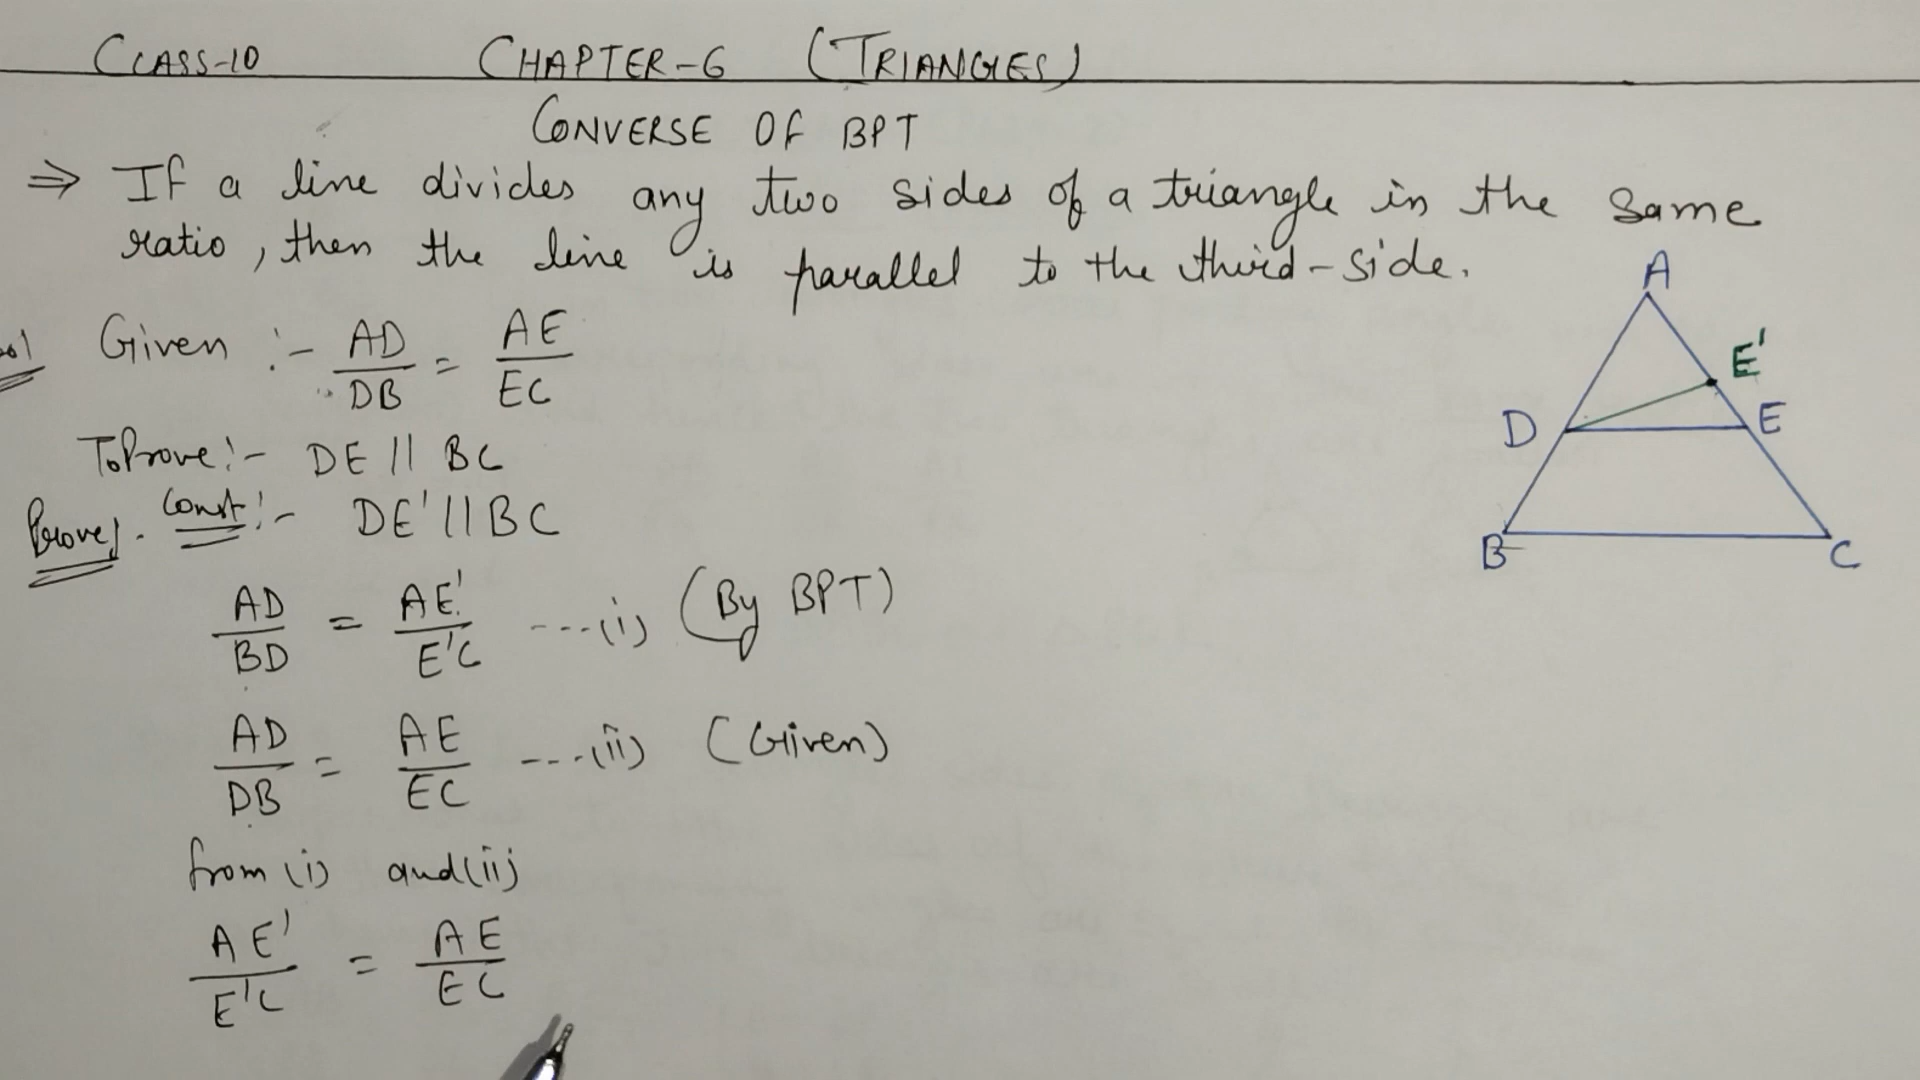 CLASS-10 CHAPTER-6 (TRIANGLES)
CONVERSE OF BPT
⇒ If a line divides any two sides of a triangle in the same
ratio, then the line is parallel to the third-side.
Given :- AD/DB = AE/EC
To Prove:- DE || BC
Prove). Const:- DE' || BC
AD/BD = AE'/E'C ---(i) (By BPT)
AD/DB = AE/EC ---(ii) (Given)
from (i) and (ii)
AE'/E'C = AE/EC
A
E'
D E
B C